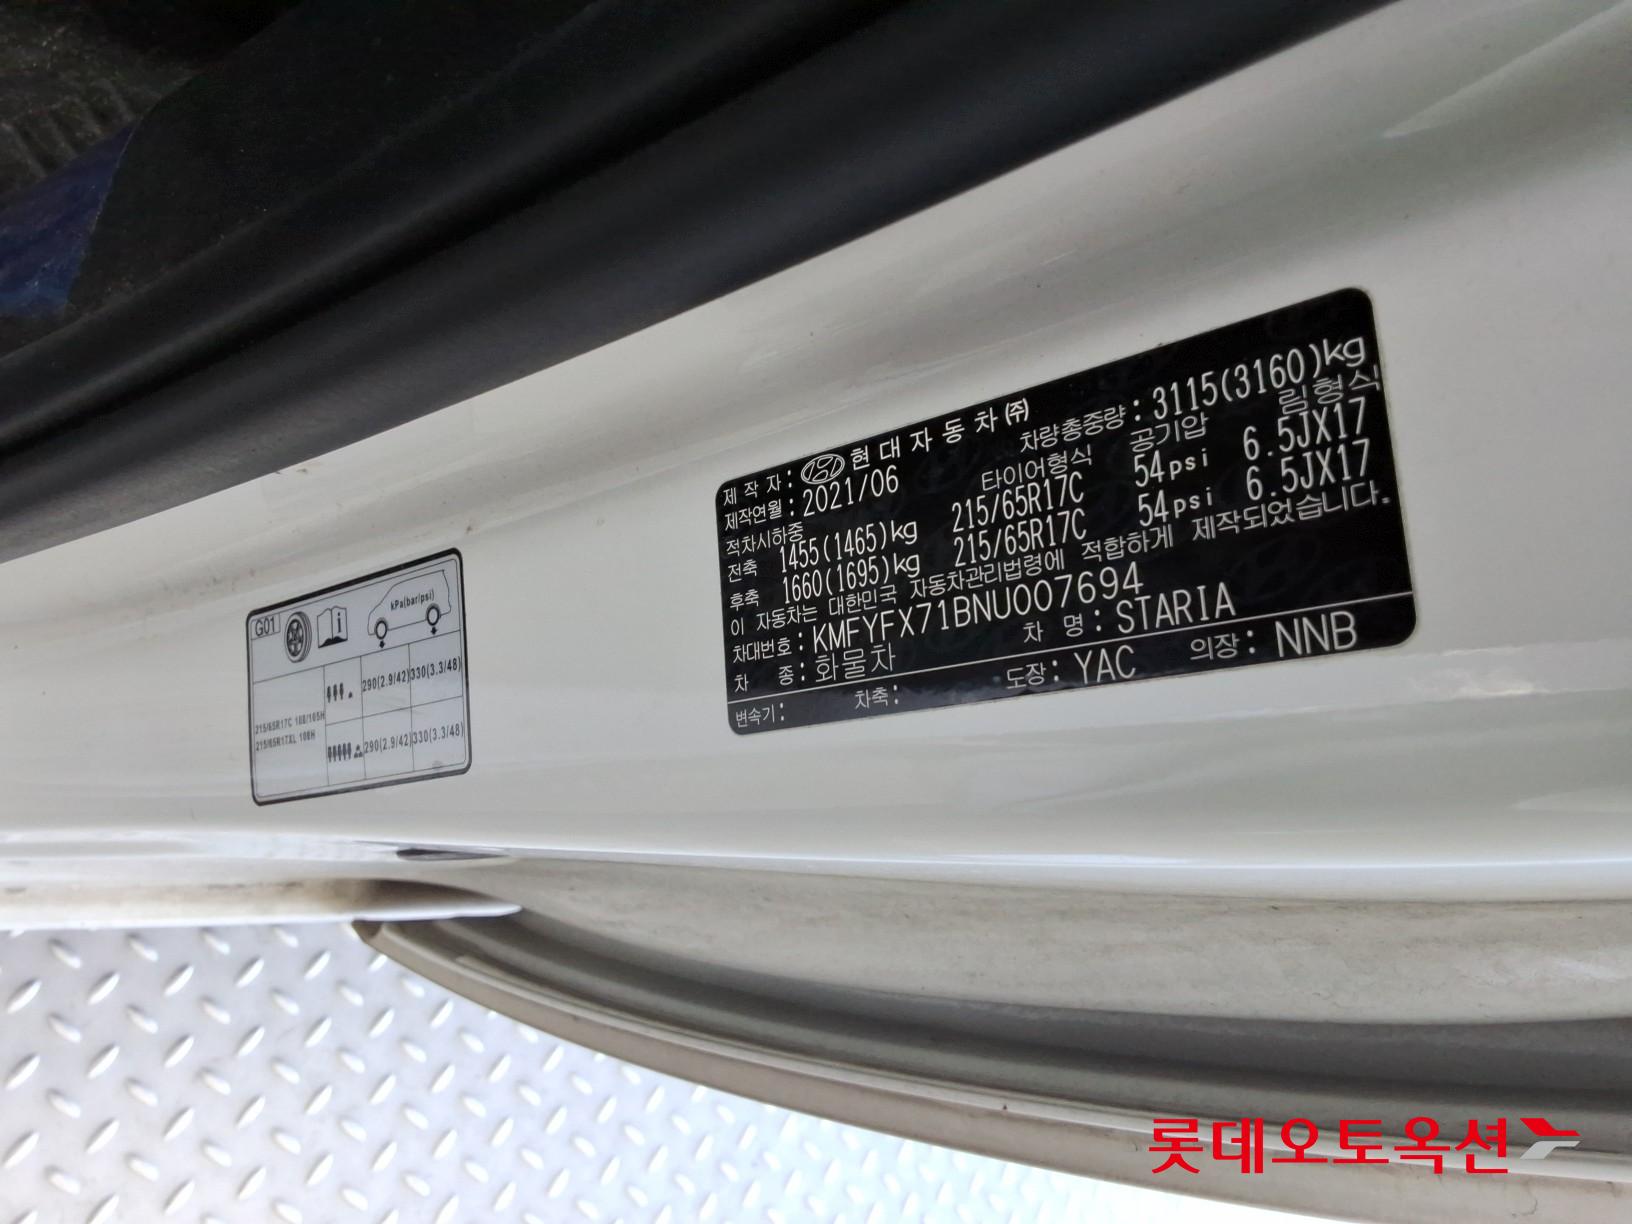 제작자: 현대자동차(주)
제작연월: 2021/06 차량총중량: 3115(3160)kg
적차시하중 타이어형식 공기압 림형식
전축 1455(1465)kg 215/65R17C 54psi 6.5JX17
후축 1660(1695)kg 215/65R17C 54psi 6.5JX17
이 자동차는 대한민국 자동차관리법령에 적합하게 제작되었습니다.
차대번호: KMFYFX71BNU007694
차 종: 화물차 차 명: STARIA
변속기: 차축: 도장: YAC 의장: NNB
G01 kPa(bar/psi)
290(2.9/42) 330(3.3/48)
215/65R17C 108/105H
215/65R17XL 108H
290(2.9/42) 330(3.3/48)
롯데오토옥션